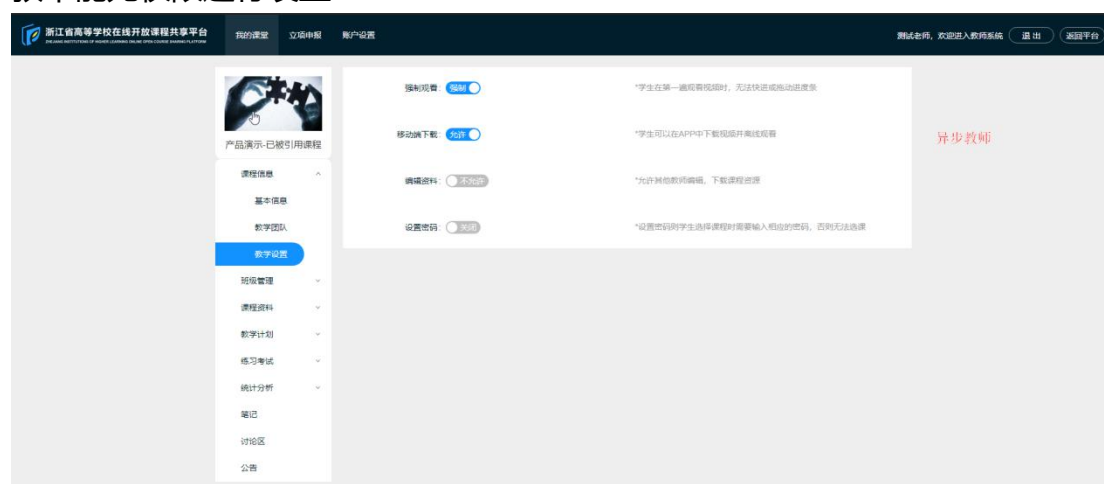 浙江省高等学校在线开放课程共享平台
ZHEJIANG INSTITUTIONS OF HIGHER LEARNING ONLINE OPEN COURSE SHARING PLATFORM
我的课堂 立项申报 账户设置
测试老师，欢迎进入教师系统 退出 返回平台
产品演示-已被引用课程
课程信息
基本信息
教学团队
教学设置
班级管理
课程资料
教学计划
练习考试
统计分析
笔记
讨论区
公告
强制观看： 强制 *学生在第一遍观看视频时，无法快进或拖动进度条
移动端下载： 允许 *学生可以在APP中下载视频并离线观看
编辑资料： 不允许 *允许其他教师编辑、下载课程资源
设置密码： 关闭 *设置密码则学生选择课程时需要输入相应的密码，否则无法选课
异步教师